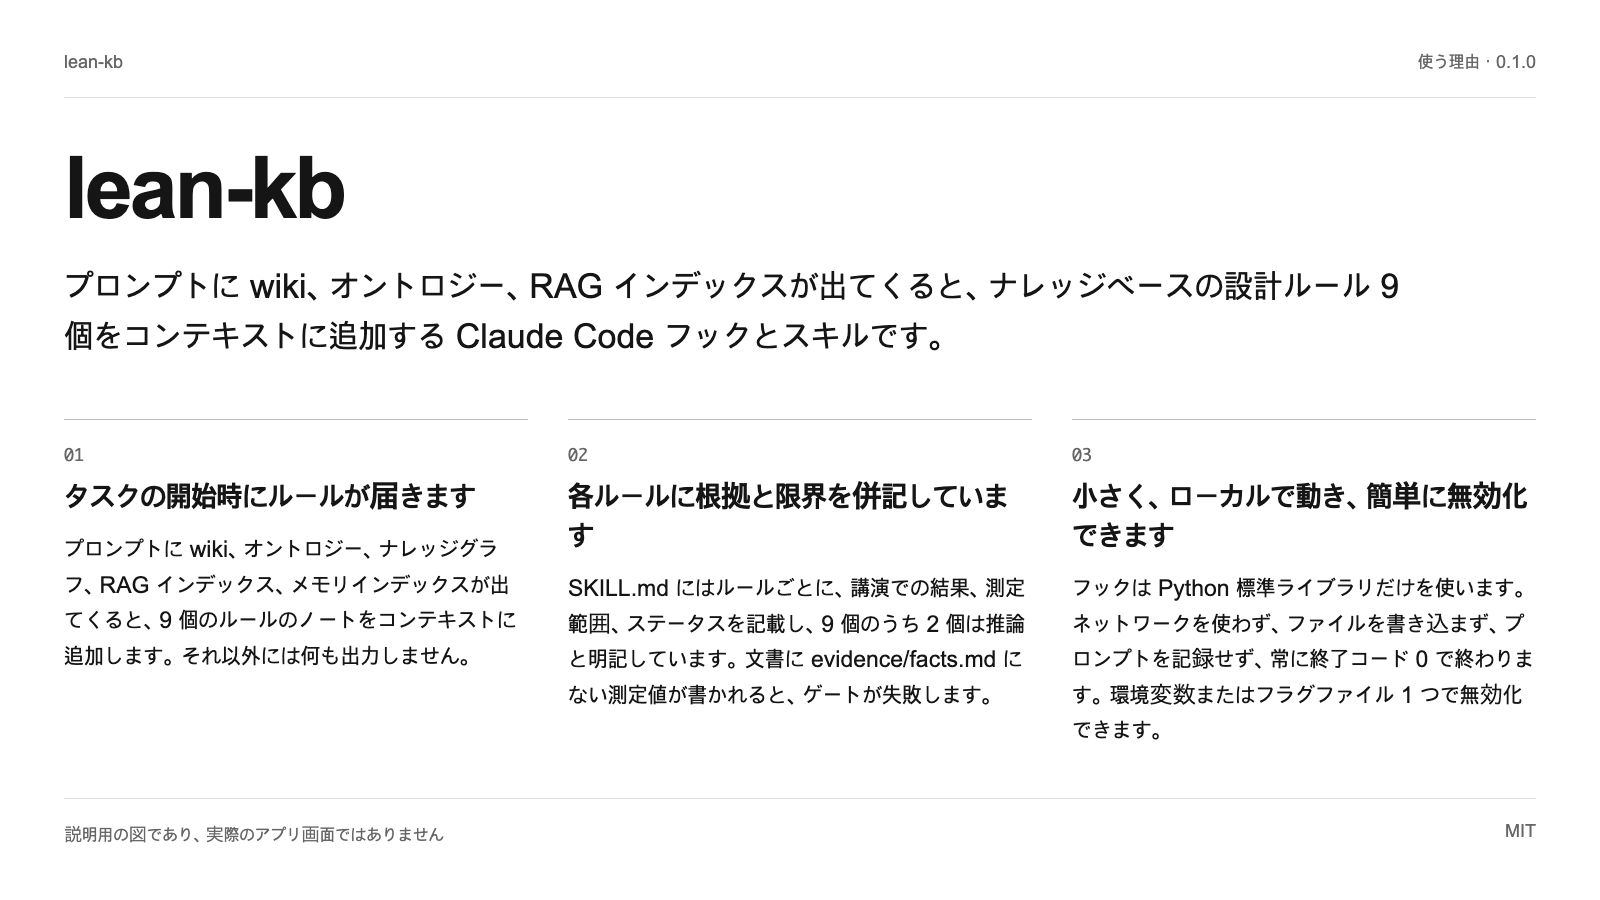 lean-kb
使う理由 · 0.1.0
lean-kb
プロンプトに wiki、オントロジー、RAG インデックスが出てくると、ナレッジベースの設計ルール 9
個をコンテキストに追加する Claude Code フックとスキルです。
01
タスクの開始時にルールが届きます
プロンプトに wiki、オントロジー、ナレッジグラ
フ、RAG インデックス、メモリインデックスが出
てくると、9 個のルールのノートをコンテキストに
追加します。それ以外には何も出力しません。
02
各ルールに根拠と限界を併記していま
す
SKILL.md にはルールごとに、講演での結果、測定
範囲、ステータスを記載し、9 個のうち 2 個は推論
と明記しています。文書に evidence/facts.md に
ない測定値が書かれると、ゲートが失敗します。
03
小さく、ローカルで動き、簡単に無効化
できます
フックは Python 標準ライブラリだけを使います。
ネットワークを使わず、ファイルを書き込まず、プ
ロンプトを記録せず、常に終了コード 0 で終わりま
す。環境変数またはフラグファイル 1 つで無効化
できます。
説明用の図であり、実際のアプリ画面ではありません
MIT